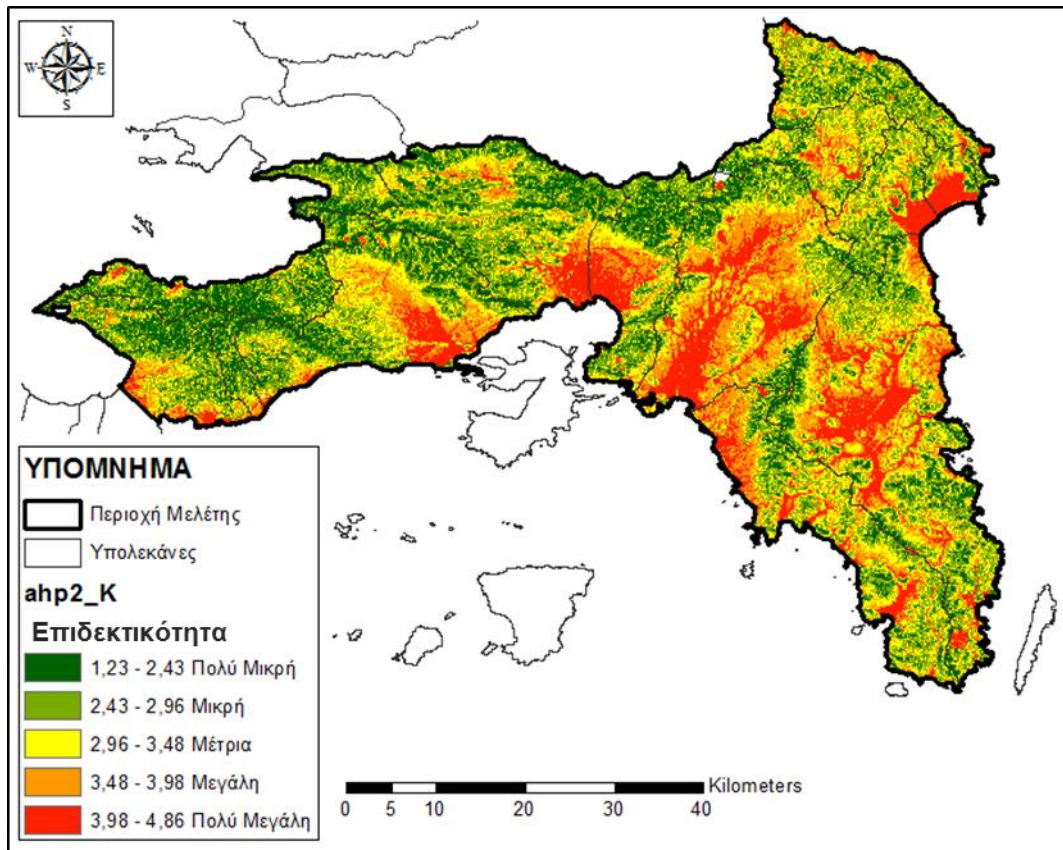 N
W E
S
ΥΠΟΜΝΗΜΑ
Περιοχή Μελέτης
Υπολεκάνες
ahp2_K
Επιδεκτικότητα
1,23 - 2,43 Πολύ Μικρή
2,43 - 2,96 Μικρή
2,96 - 3,48 Μέτρια
3,48 - 3,98 Μεγάλη
3,98 - 4,86 Πολύ Μεγάλη
Kilometers
0 5 10 20 30 40